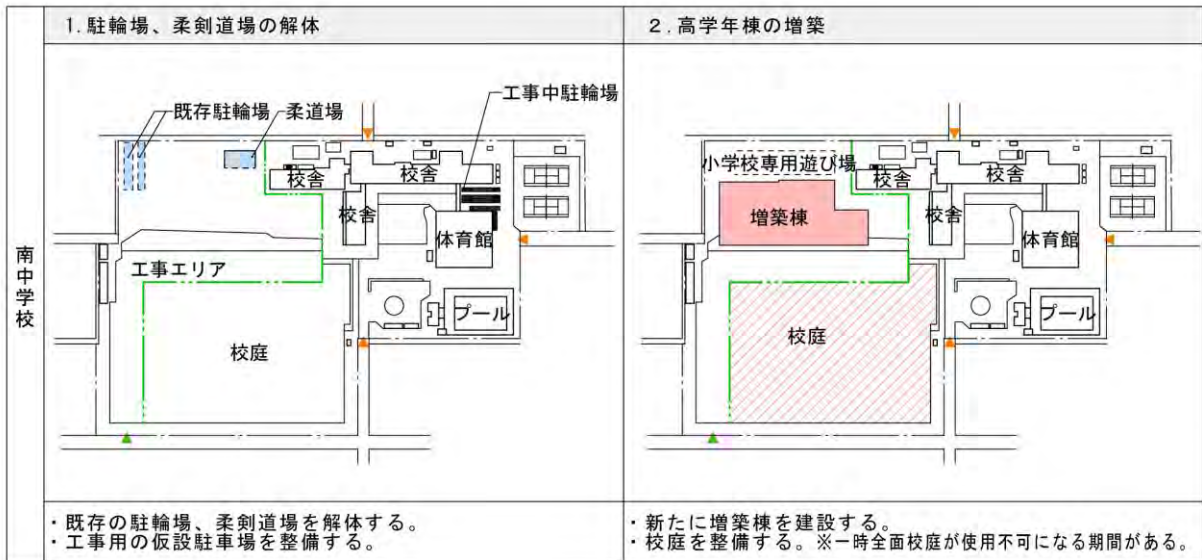 南中学校
1.駐輪場、柔剣道場の解体
既存駐輪場
柔道場
工事中駐輪場
校舎
校舎
校舎
体育館
工事エリア
プール
校庭
・既存の駐輪場、柔剣道場を解体する。
・工事用の仮設駐車場を整備する。
2.高学年棟の増築
小学校専用遊び場
校舎
校舎
増築棟
校舎
体育館
プール
校庭
・新たに増築棟を建設する。
・校庭を整備する。※一時全面校庭が使用不可になる期間がある。